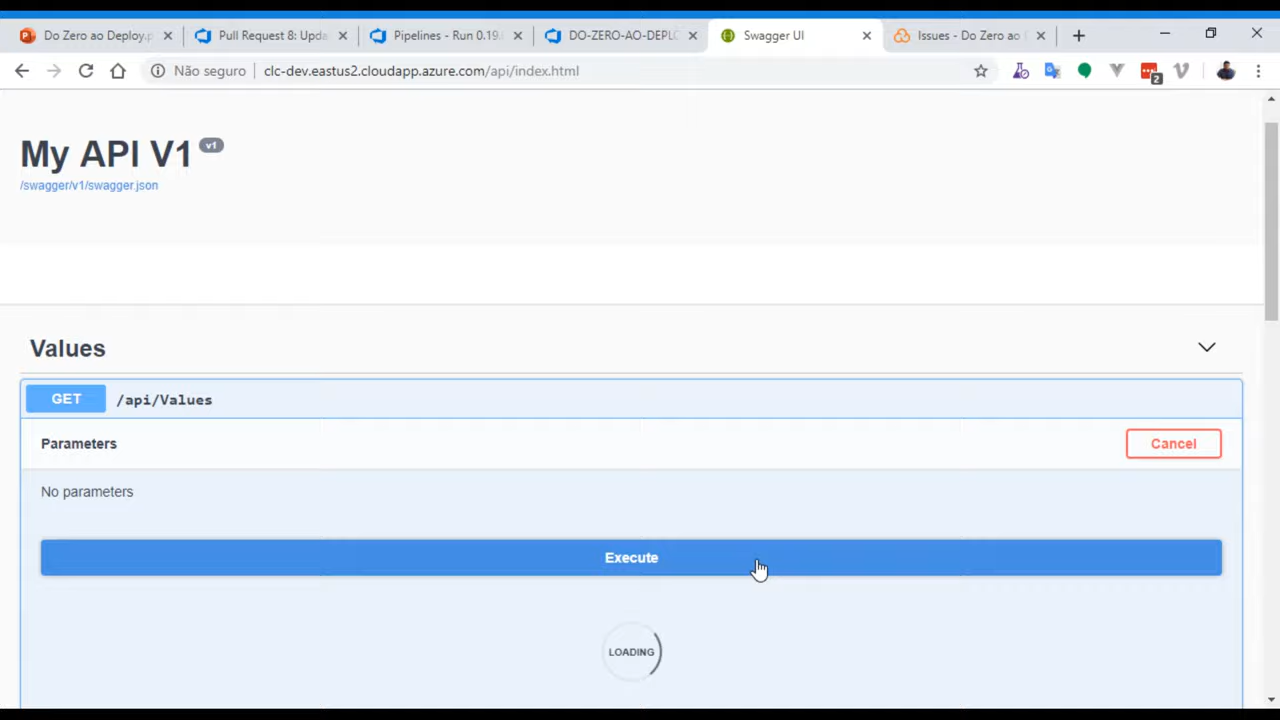 Do Zero ao Deploy.p
Pull Request 8: Upda
Pipelines - Run 0.19.
DO-ZERO-AO-DEPLO
Swagger UI
Issues - Do Zero ao
Não seguro
clc-dev.eastus2.cloudapp.azure.com/api/index.html
2
My API V1
v1
/swagger/v1/swagger.json
Values
GET
/api/Values
Parameters
Cancel
No parameters
Execute
LOADING